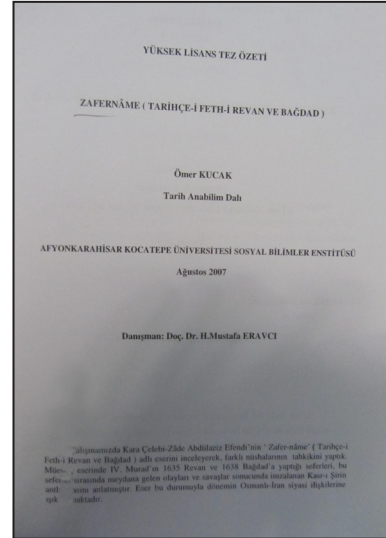 YÜKSEK LİSANS TEZ ÖZETİ
ZAFERNÂME ( TARİHÇE-İ FETH-İ REVAN VE BAĞDAD )
Ömer KUCAK
Tarih Anabilim Dalı
AFYONKARAHİSAR KOCATEPE ÜNİVERSİTESİ SOSYAL BİLİMLER ENSTİTÜSÜ
Ağustos 2007
Danışman: Doç. Dr. H.Mustafa ERAVCI
Kara Çelebi-Zâde Abdülaziz Efendi'nin ' Zafer-nâme' ( Tarihçe-i
Feth-i Revan ve Bağdad ) adlı eserini inceleyerek, farklı nüshalarının tahkikini yaptık.
eserinde IV. Murad'ın 1635 Revan ve 1638 Bağdad'a yaptığı seferleri, bu
sırasında meydana gelen olayları ve savaşlar sonucunda imzalanan Kasr-ı Şirin
anlatmıştır. Eser bu durumuyla dönemin Osmanlı-İran siyasi ilişkilerine